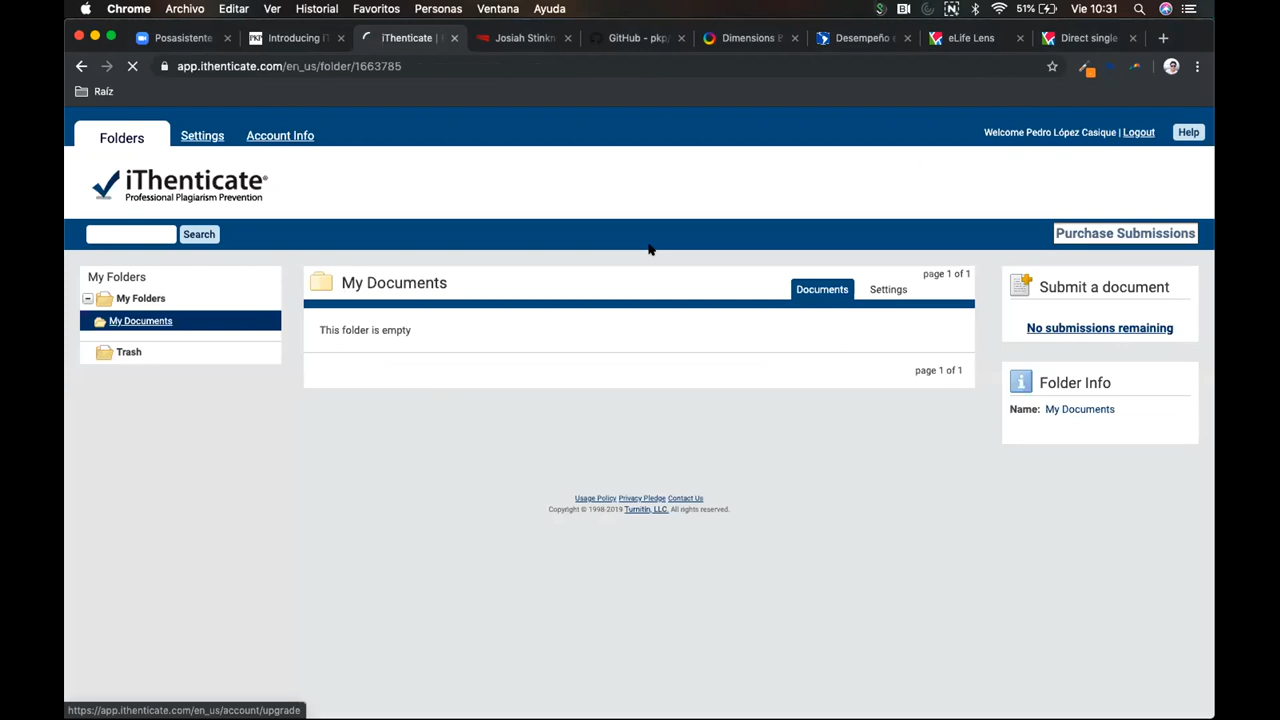 Chrome Archivo Editar Ver Historial Favoritos Personas Ventana Ayuda 51% Vie 10:31
Posasistente Introducing iT iThenticate | Josiah Stinkn GitHub - pkp/ Dimensions B Desempeño eLife Lens Direct single
app.ithenticate.com/en_us/folder/1663785
Raíz
Folders Settings Account Info Welcome Pedro López Casique | Logout Help
iThenticate®
Professional Plagiarism Prevention
Search Purchase Submissions
My Folders
My Folders
My Documents
Trash
My Documents
page 1 of 1
Documents Settings
This folder is empty
page 1 of 1
Submit a document
No submissions remaining
Folder Info
Name: My Documents
Usage Policy Privacy Pledge Contact Us
Copyright © 1998-2019 Turnitin, LLC. All rights reserved.
https://app.ithenticate.com/en_us/account/upgrade